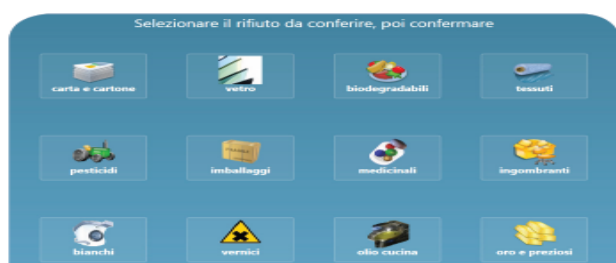 Selezionare il rifiuto da conferire, poi confermare
carta e cartone
vetro
biodegradabili
tessuti
pesticidi
imballaggi
medicinali
ingombranti
bianchi
vernici
olio cucina
oro e preziosi